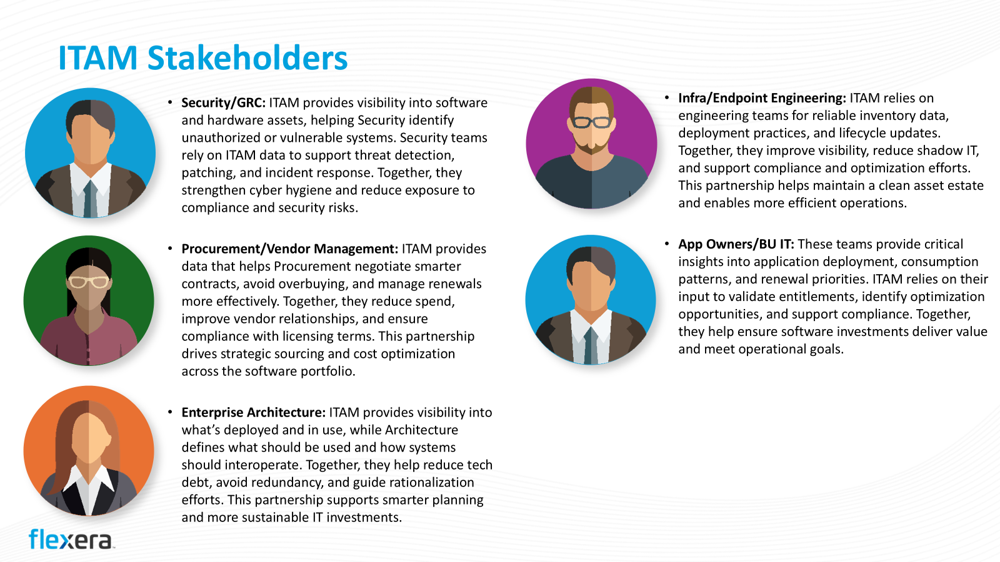 ITAM Stakeholders
• Security/GRC: ITAM provides visibility into software
and hardware assets, helping Security identify
unauthorized or vulnerable systems. Security teams
rely on ITAM data to support threat detection,
patching, and incident response. Together, they
strengthen cyber hygiene and reduce exposure to
compliance and security risks.
• Procurement/Vendor Management: ITAM provides
data that helps Procurement negotiate smarter
contracts, avoid overbuying, and manage renewals
more effectively. Together, they reduce spend,
improve vendor relationships, and ensure
compliance with licensing terms. This partnership
drives strategic sourcing and cost optimization
across the software portfolio.
• Enterprise Architecture: ITAM provides visibility into
what’s deployed and in use, while Architecture
defines what should be used and how systems
should interoperate. Together, they help reduce tech
debt, avoid redundancy, and guide rationalization
efforts. This partnership supports smarter planning
and more sustainable IT investments.
• Infra/Endpoint Engineering: ITAM relies on
engineering teams for reliable inventory data,
deployment practices, and lifecycle updates.
Together, they improve visibility, reduce shadow IT,
and support compliance and optimization efforts.
This partnership helps maintain a clean asset estate
and enables more efficient operations.
• App Owners/BU IT: These teams provide critical
insights into application deployment, consumption
patterns, and renewal priorities. ITAM relies on their
input to validate entitlements, identify optimization
opportunities, and support compliance. Together,
they help ensure software investments deliver value
and meet operational goals.
flexera